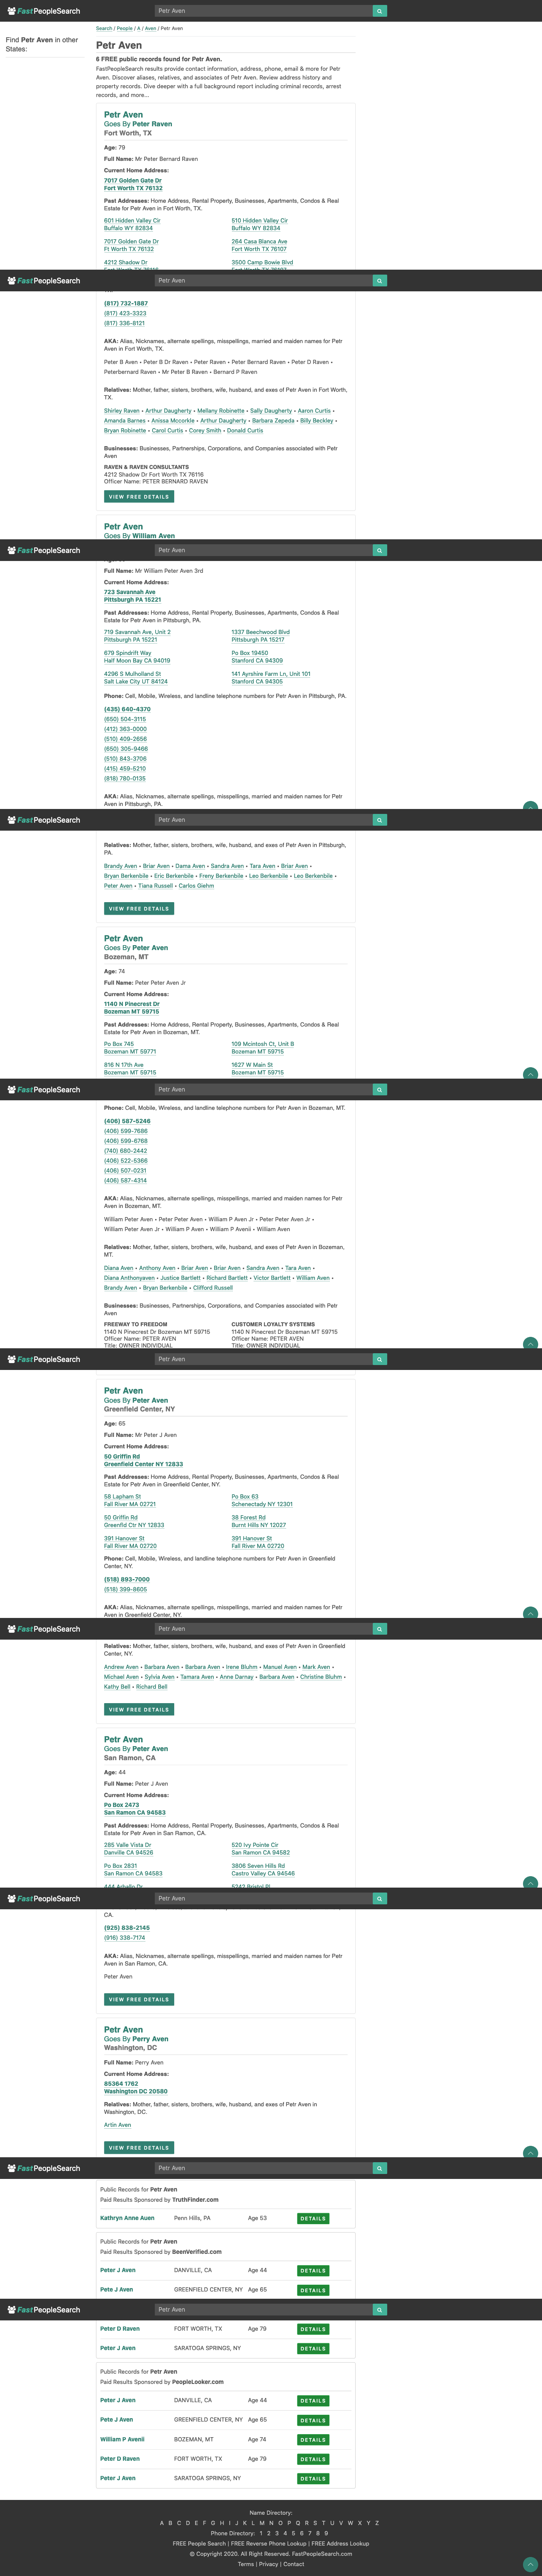 FastPeopleSearch
Petr Aven
Find Petr Aven in other
States:
Search / People / A / Aven / Petr Aven
Petr Aven
6 FREE public records found for Petr Aven.
FastPeopleSearch results provide contact information, address, phone, email & more for Petr
Aven. Discover aliases, relatives, and associates of Petr Aven. Review address history and
property records. Dive deeper with a full background report including criminal records, arrest
records, and more...
Petr Aven
Goes By Peter Raven
Fort Worth, TX
Age: 79
Full Name: Mr Peter Bernard Raven
Current Home Address:
7017 Golden Gate Dr
Fort Worth TX 76132
Past Addresses: Home Address, Rental Property, Businesses, Apartments, Condos & Real
Estate for Petr Aven in Fort Worth, TX.
601 Hidden Valley Cir
Buffalo WY 82834
510 Hidden Valley Cir
Buffalo WY 82834
7017 Golden Gate Dr
Ft Worth TX 76132
264 Casa Blanca Ave
Fort Worth TX 76107
4212 Shadow Dr
3500 Camp Bowie Blvd
FastPeopleSearch
Petr Aven
(817) 732-1887
(817) 423-3323
(817) 336-8121
AKA: Alias, Nicknames, alternate spellings, misspellings, married and maiden names for Petr
Aven in Fort Worth, TX.
Peter B Aven • Peter B Dr Raven • Peter Raven • Peter Bernard Raven • Peter D Raven •
Peterbernard Raven • Mr Peter B Raven • Bernard P Raven
Relatives: Mother, father, sisters, brothers, wife, husband, and exes of Petr Aven in Fort Worth,
TX.
Shirley Raven • Arthur Daugherty • Mellany Robinette • Sally Daugherty • Aaron Curtis •
Amanda Barnes • Anissa Mccorkle • Arthur Daugherty • Barbara Zepeda • Billy Beckley •
Bryan Robinette • Carol Curtis • Corey Smith • Donald Curtis
Businesses: Businesses, Partnerships, Corporations, and Companies associated with Petr
Aven
RAVEN & RAVEN CONSULTANTS
4212 Shadow Dr Fort Worth TX 76116
Officer Name: PETER BERNARD RAVEN
VIEW FREE DETAILS
Petr Aven
Goes By William Aven
FastPeopleSearch
Petr Aven
Full Name: Mr William Peter Aven 3rd
Current Home Address:
723 Savannah Ave
Pittsburgh PA 15221
Past Addresses: Home Address, Rental Property, Businesses, Apartments, Condos & Real
Estate for Petr Aven in Pittsburgh, PA.
719 Savannah Ave, Unit 2
Pittsburgh PA 15221
1337 Beechwood Blvd
Pittsburgh PA 15217
679 Spindrift Way
Half Moon Bay CA 94019
Po Box 19450
Stanford CA 94309
4296 S Mulholland St
Salt Lake City UT 84124
141 Ayrshire Farm Ln, Unit 101
Stanford CA 94305
Phone: Cell, Mobile, Wireless, and landline telephone numbers for Petr Aven in Pittsburgh, PA.
(435) 640-4370
(650) 504-3115
(412) 363-0000
(510) 409-2656
(650) 305-9466
(510) 843-3706
(415) 459-5210
(818) 780-0135
AKA: Alias, Nicknames, alternate spellings, misspellings, married and maiden names for Petr
Aven in Pittsburgh, PA.
FastPeopleSearch
Petr Aven
Relatives: Mother, father, sisters, brothers, wife, husband, and exes of Petr Aven in Pittsburgh,
PA.
Brandy Aven • Briar Aven • Dama Aven • Sandra Aven • Tara Aven • Briar Aven •
Bryan Berkenbile • Eric Berkenbile • Freny Berkenbile • Leo Berkenbile • Leo Berkenbile •
Peter Aven • Tiana Russell • Carlos Giehm
VIEW FREE DETAILS
Petr Aven
Goes By Peter Aven
Bozeman, MT
Age: 74
Full Name: Peter Peter Aven Jr
Current Home Address:
1140 N Pinecrest Dr
Bozeman MT 59715
Past Addresses: Home Address, Rental Property, Businesses, Apartments, Condos & Real
Estate for Petr Aven in Bozeman, MT.
Po Box 745
Bozeman MT 59771
109 Mcintosh Ct, Unit B
Bozeman MT 59715
816 N 17th Ave
Bozeman MT 59715
1627 W Main St
Bozeman MT 59715
FastPeopleSearch
Petr Aven
Phone: Cell, Mobile, Wireless, and landline telephone numbers for Petr Aven in Bozeman, MT.
(406) 587-5246
(406) 599-7686
(406) 599-6768
(740) 680-2442
(406) 522-5366
(406) 507-0231
(406) 587-4314
AKA: Alias, Nicknames, alternate spellings, misspellings, married and maiden names for Petr
Aven in Bozeman, MT.
William Peter Aven • Peter Peter Aven • William P Aven Jr • Peter Peter Aven Jr •
William Peter Aven Jr • William P Aven • William P Avenii • William Aven
Relatives: Mother, father, sisters, brothers, wife, husband, and exes of Petr Aven in Bozeman,
MT.
Diana Aven • Anthony Aven • Briar Aven • Briar Aven • Sandra Aven • Tara Aven •
Diana Anthonyaven • Justice Bartlett • Richard Bartlett • Victor Bartlett • William Aven •
Brandy Aven • Bryan Berkenbile • Clifford Russell
Businesses: Businesses, Partnerships, Corporations, and Companies associated with Petr
Aven
FREEWAY TO FREEDOM
1140 N Pinecrest Dr Bozeman MT 59715
Officer Name: PETER AVEN
Title: OWNER INDIVIDUAL
CUSTOMER LOYALTY SYSTEMS
1140 N Pinecrest Dr Bozeman MT 59715
Officer Name: PETER AVEN
Title: OWNER INDIVIDUAL
FastPeopleSearch
Petr Aven
Petr Aven
Goes By Peter Aven
Greenfield Center, NY
Age: 65
Full Name: Mr Peter J Aven
Current Home Address:
50 Griffin Rd
Greenfield Center NY 12833
Past Addresses: Home Address, Rental Property, Businesses, Apartments, Condos & Real
Estate for Petr Aven in Greenfield Center, NY.
58 Lapham St
Fall River MA 02721
Po Box 63
Schenectady NY 12301
50 Griffin Rd
Greenfld Ctr NY 12833
38 Forest Rd
Burnt Hills NY 12027
391 Hanover St
Fall River MA 02720
391 Hanover St
Fall River MA 02720
Phone: Cell, Mobile, Wireless, and landline telephone numbers for Petr Aven in Greenfield
Center, NY.
(518) 893-7000
(518) 399-8605
AKA: Alias, Nicknames, alternate spellings, misspellings, married and maiden names for Petr
Aven in Greenfield Center, NY.
FastPeopleSearch
Petr Aven
Relatives: Mother, father, sisters, brothers, wife, husband, and exes of Petr Aven in Greenfield
Center, NY.
Andrew Aven • Barbara Aven • Barbara Aven • Irene Bluhm • Manuel Aven • Mark Aven •
Michael Aven • Sylvia Aven • Tamara Aven • Anne Darnay • Barbara Aven • Christine Bluhm •
Kathy Bell • Richard Bell
VIEW FREE DETAILS
Petr Aven
Goes By Peter Aven
San Ramon, CA
Age: 44
Full Name: Peter J Aven
Current Home Address:
Po Box 2473
San Ramon CA 94583
Past Addresses: Home Address, Rental Property, Businesses, Apartments, Condos & Real
Estate for Petr Aven in San Ramon, CA.
285 Valle Vista Dr
Danville CA 94526
520 Ivy Pointe Cir
San Ramon CA 94582
Po Box 2831
San Ramon CA 94583
3806 Seven Hills Rd
Castro Valley CA 94546
FastPeopleSearch
Petr Aven
CA.
(925) 838-2145
(916) 338-7174
AKA: Alias, Nicknames, alternate spellings, misspellings, married and maiden names for Petr
Aven in San Ramon, CA.
Peter Aven
VIEW FREE DETAILS
Petr Aven
Goes By Perry Aven
Washington, DC
Full Name: Perry Aven
Current Home Address:
85364 1762
Washington DC 20580
Relatives: Mother, father, sisters, brothers, wife, husband, and exes of Petr Aven in
Washington, DC.
Artin Aven
VIEW FREE DETAILS
FastPeopleSearch
Petr Aven
Public Records for Petr Aven
Paid Results Sponsored by TruthFinder.com
Kathryn Anne Auen Penn Hills, PA Age 53 DETAILS
Public Records for Petr Aven
Paid Results Sponsored by BeenVerified.com
Peter J Aven DANVILLE, CA Age 44 DETAILS
Pete J Aven GREENFIELD CENTER, NY Age 65 DETAILS
FastPeopleSearch
Petr Aven
Peter D Raven FORT WORTH, TX Age 79 DETAILS
Peter J Aven SARATOGA SPRINGS, NY DETAILS
Public Records for Petr Aven
Paid Results Sponsored by PeopleLooker.com
Peter J Aven DANVILLE, CA Age 44 DETAILS
Pete J Aven GREENFIELD CENTER, NY Age 65 DETAILS
William P Avenii BOZEMAN, MT Age 74 DETAILS
Peter D Raven FORT WORTH, TX Age 79 DETAILS
Peter J Aven SARATOGA SPRINGS, NY DETAILS
Name Directory:
A B C D E F G H I J K L M N O P Q R S T U V W X Y Z
Phone Directory: 1 2 3 4 5 6 7 8 9
FREE People Search | FREE Reverse Phone Lookup | FREE Address Lookup
© Copyright 2020. All Right Reserved. FastPeopleSearch.com
Terms | Privacy | Contact